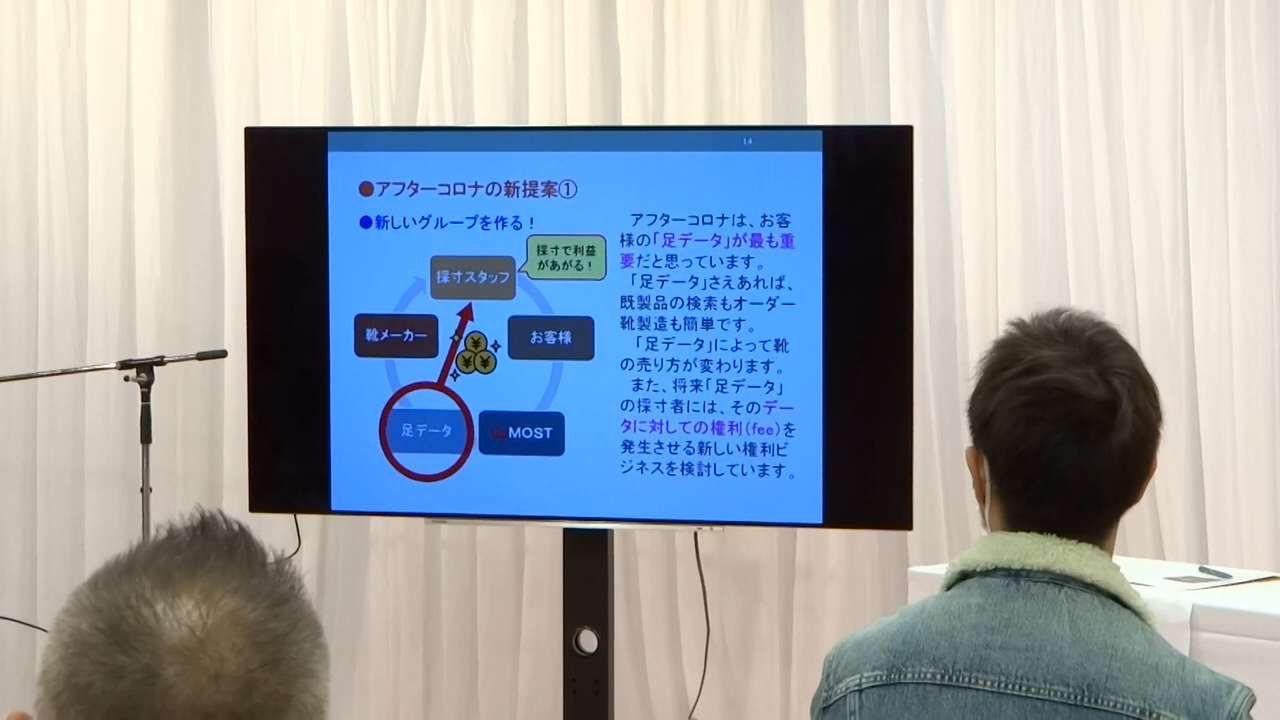 14
●アフターコロナの新提案①
●新しいグループを作る！
採寸で利益
があがる！
採寸スタッフ
靴メーカー
お客様
足データ
MOST
アフターコロナは、お客
様の「足データ」が最も重
要だと思っています。
「足データ」さえあれば、
既製品の検索もオーダー
靴製造も簡単です。
「足データ」によって靴
の売り方が変わります。
また、将来「足データ」
の採寸者には、そのデー
タに対しての権利(fee)を
発生させる新しい権利ビ
ジネスを検討しています。